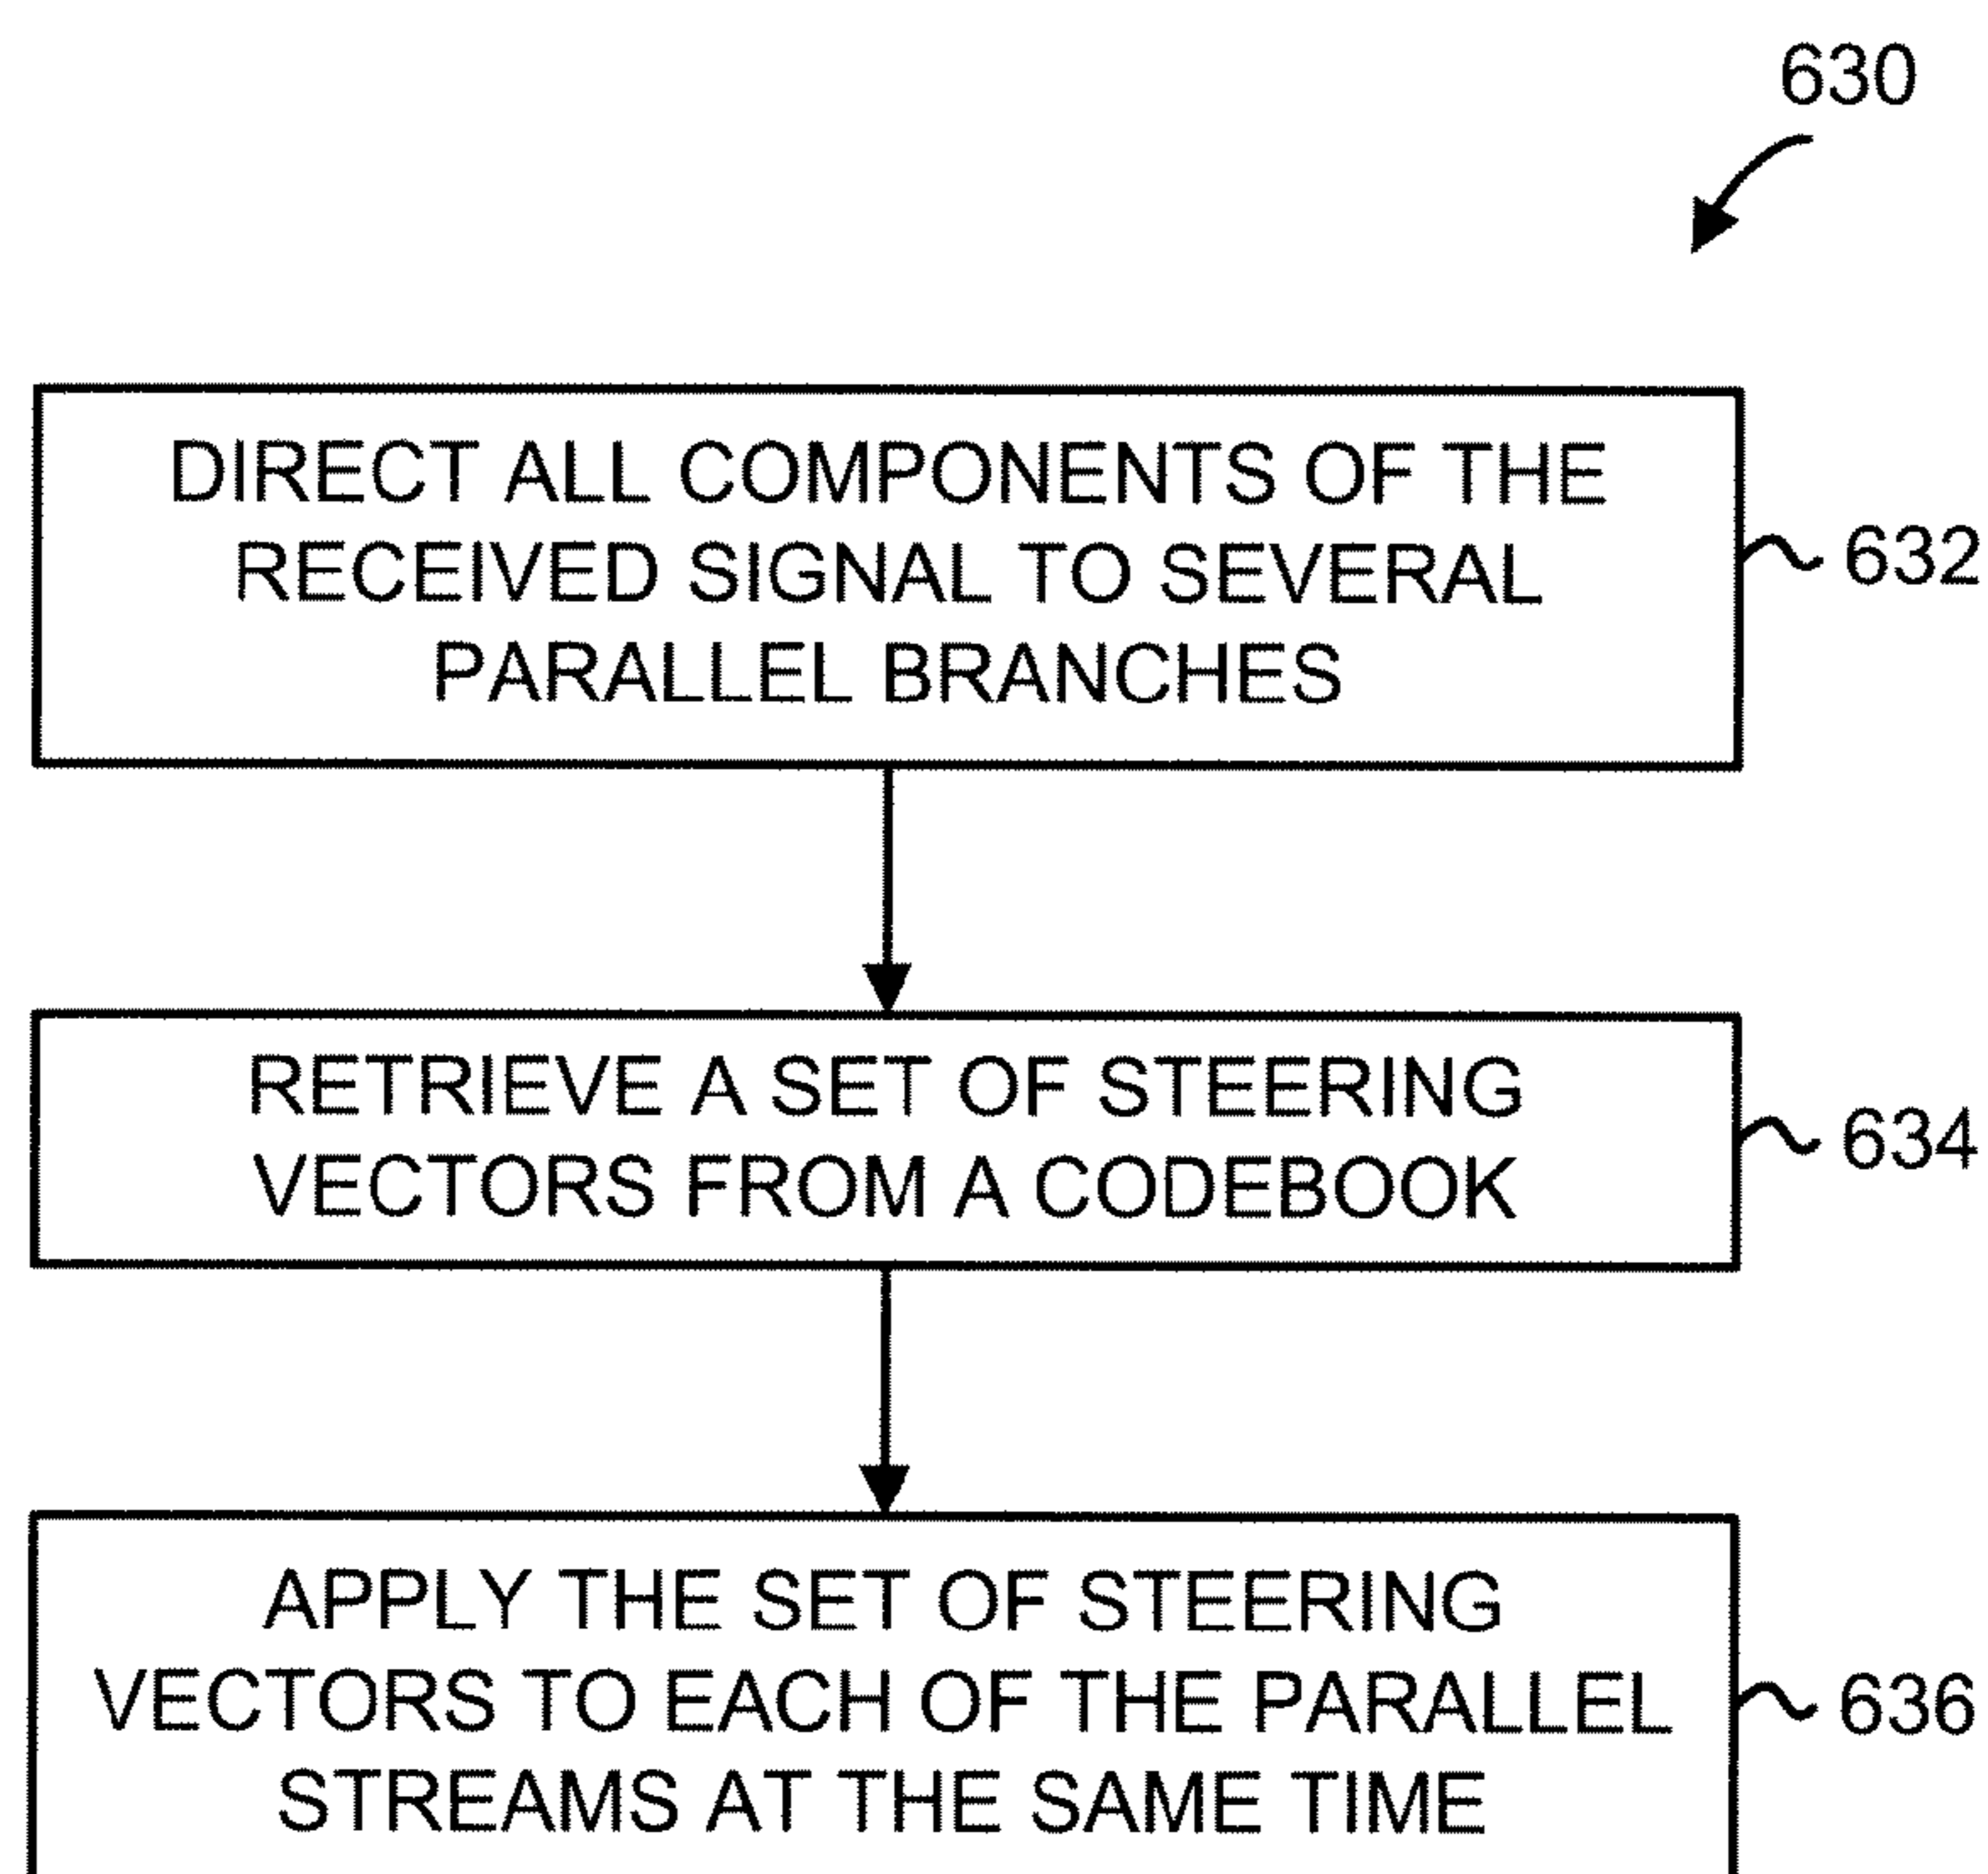 630
DIRECT ALL COMPONENTS OF THE
RECEIVED SIGNAL TO SEVERAL
PARALLEL BRANCHES
632
RETRIEVE A SET OF STEERING
VECTORS FROM A CODEBOOK
634
APPLY THE SET OF STEERING
VECTORS TO EACH OF THE PARALLEL
STREAMS AT THE SAME TIME
636